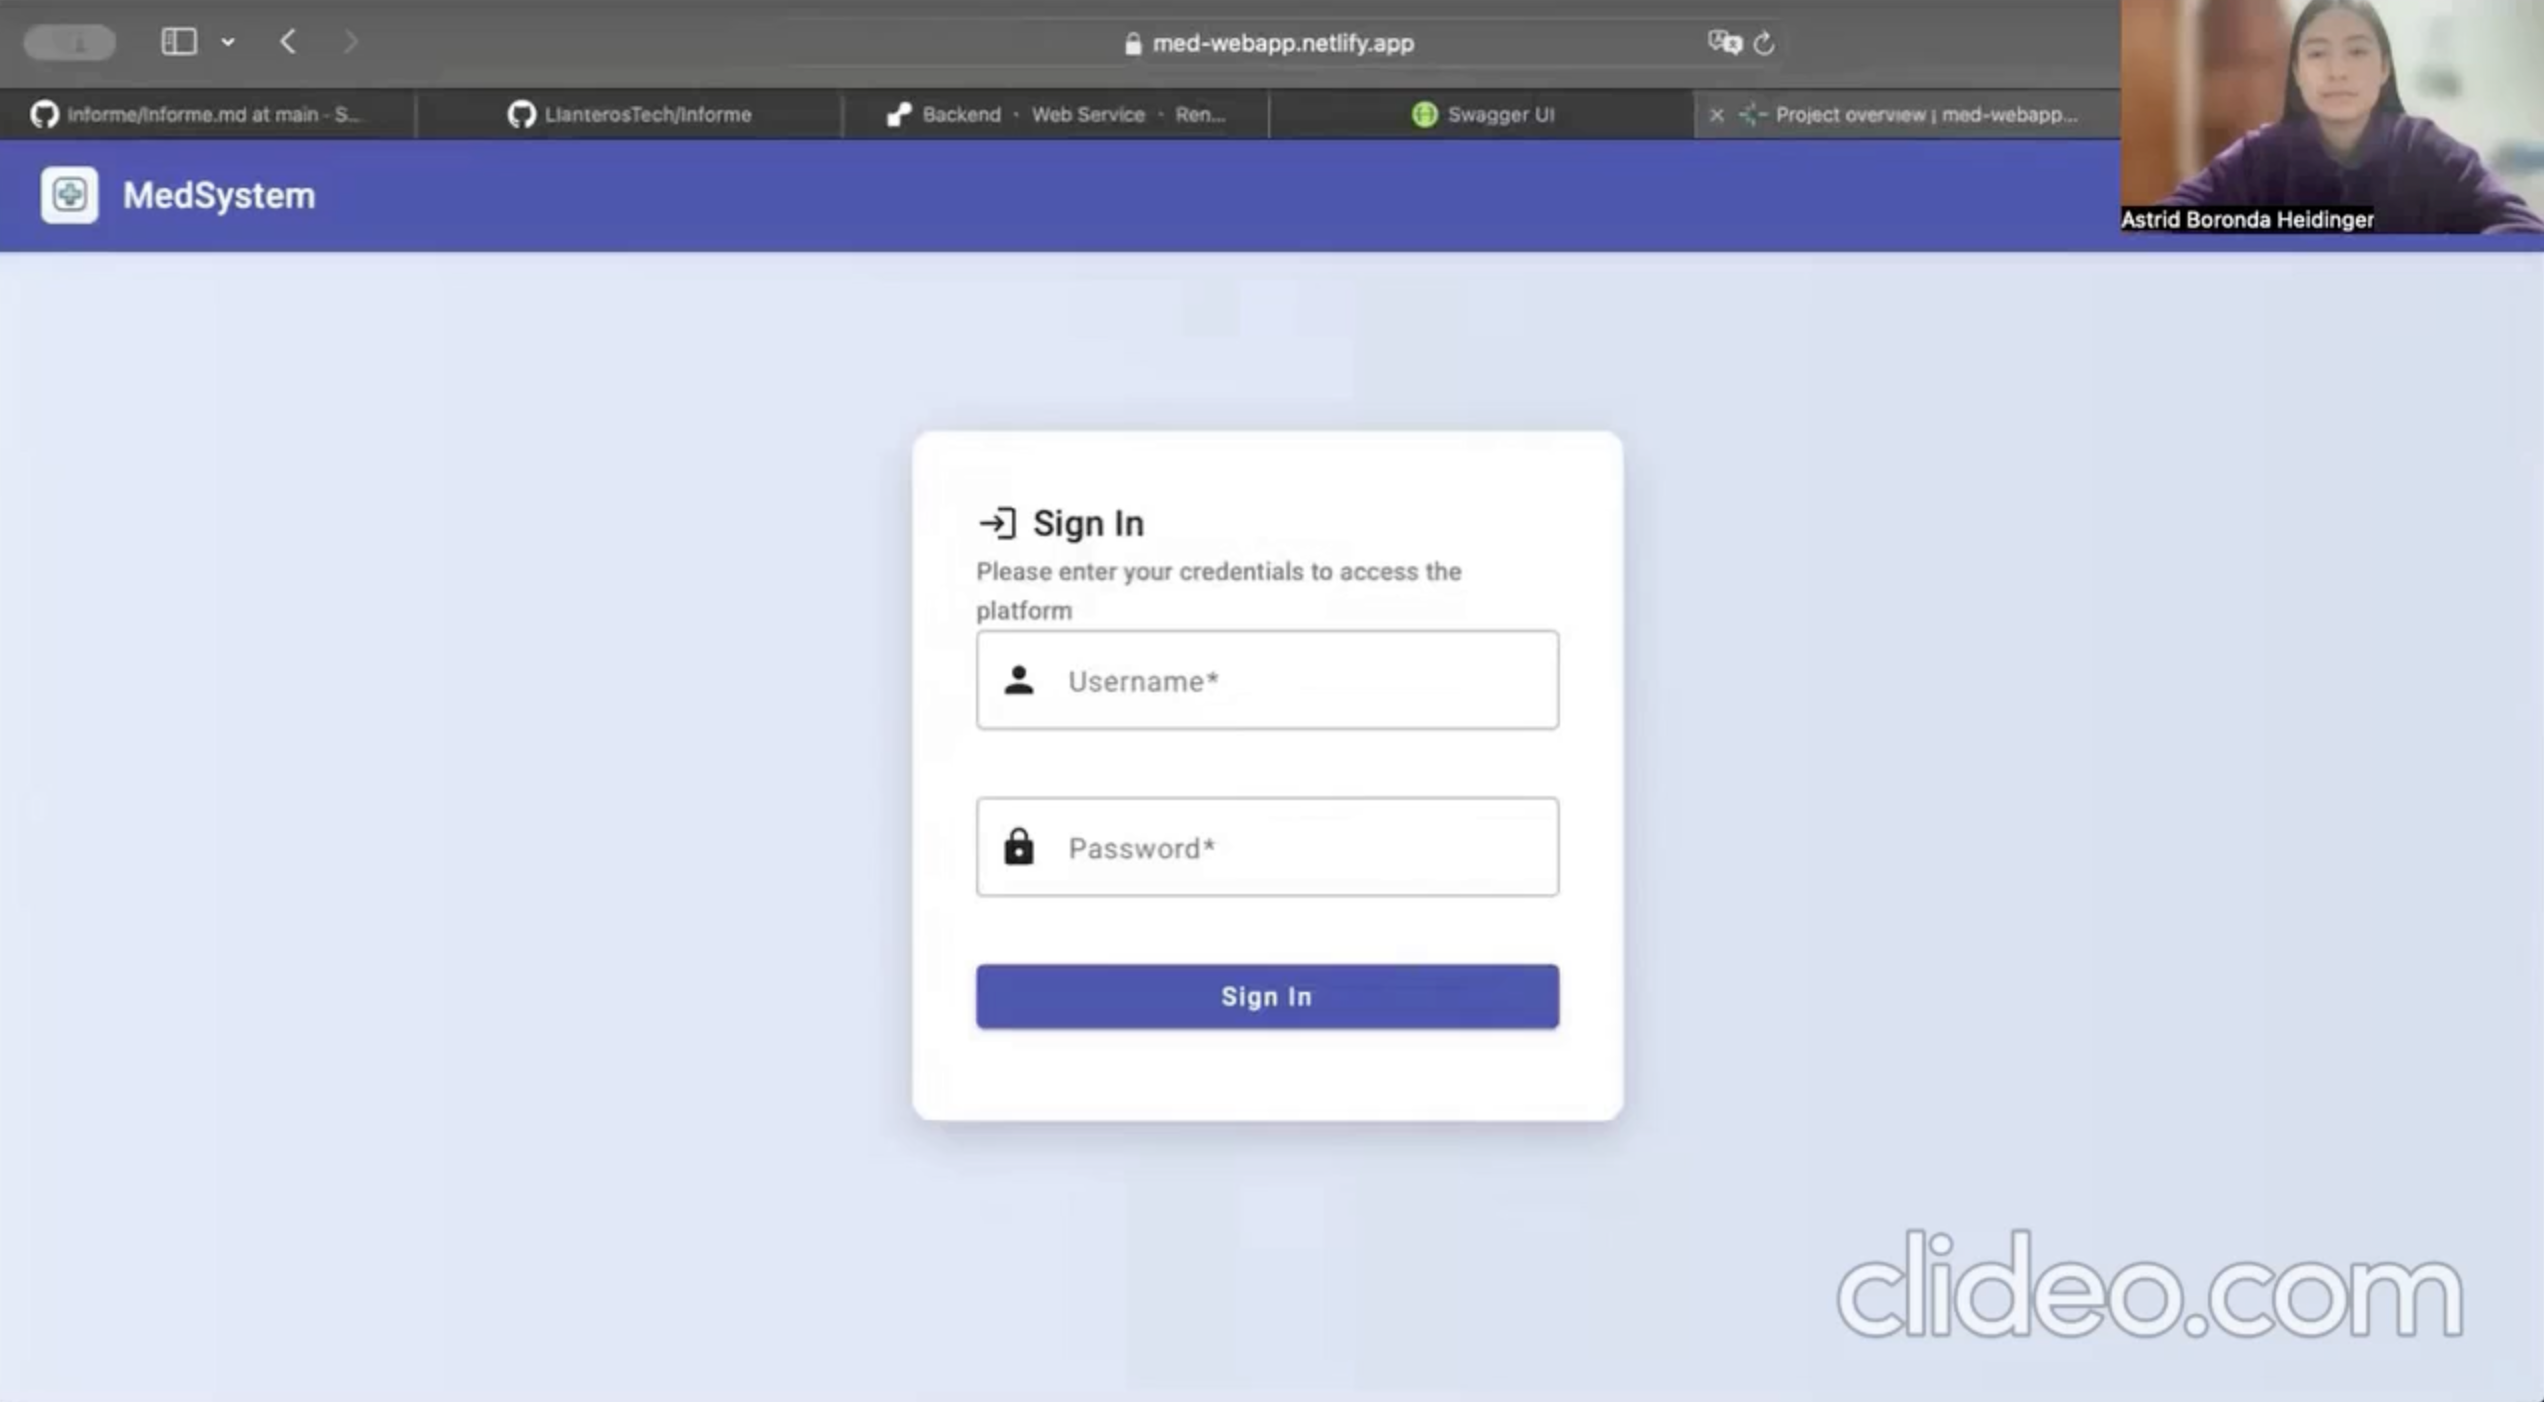 med-webapp.netlify.app
Informe/Informe.md at main - S...
LlanterosTech/Informe
Backend · Web Service · Ren...
Swagger UI
Project overview | med-webapp...
Astrid Boronda Heidinger
MedSystem
Sign In
Please enter your credentials to access the
platform
Username*
Password*
Sign In
clideo.com